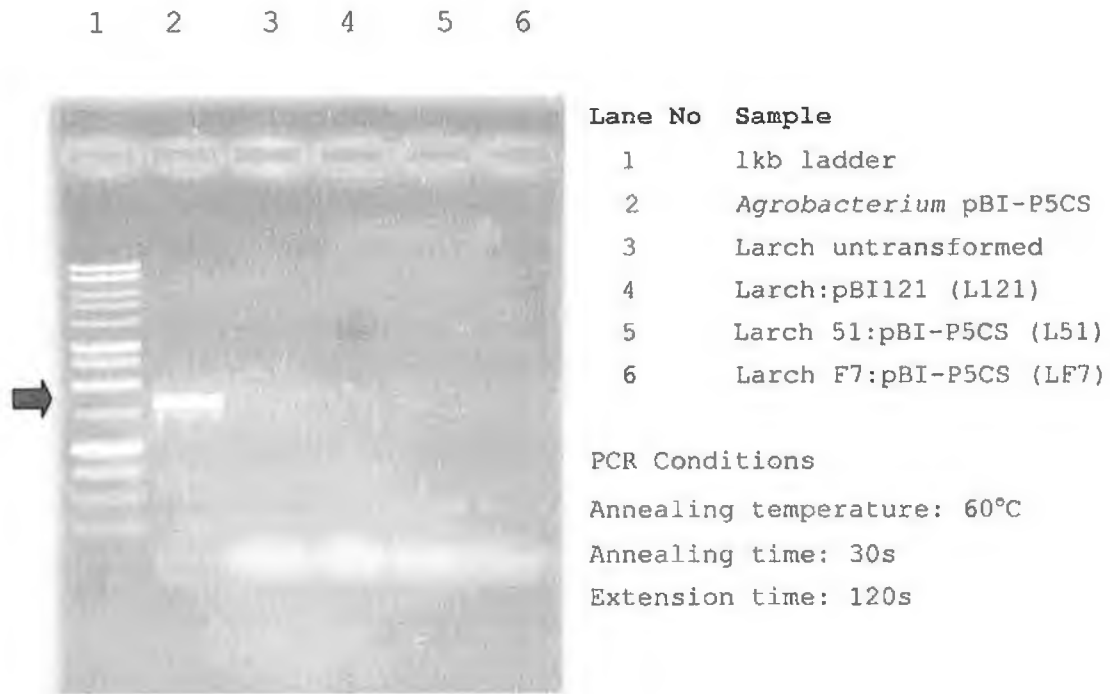 1 2 3 4 5 6
Lane No Sample
1 1kb ladder
2 Agrobacterium pBI-P5CS
3 Larch untransformed
4 Larch:pBI121 (L121)
5 Larch 51:pBI-P5CS (L51)
6 Larch F7:pBI-P5CS (LF7)
PCR Conditions
Annealing temperature: 60°C
Annealing time: 30s
Extension time: 120s